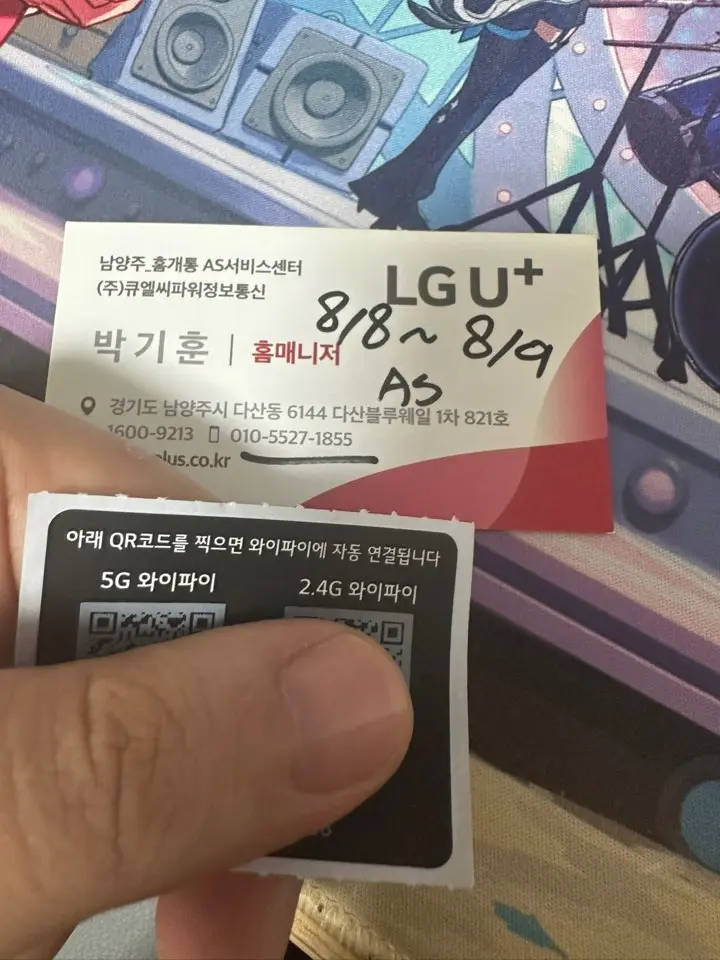 남양주_홈개통 AS서비스센터
(주)큐엘씨파워정보통신
LG U+
8/8~8/9
박기훈 | 홈매니저
AS
경기도 남양주시 다산동 6144 다산블루웨일 1차 821호
1600-9213 010-5527-1855
plus.co.kr
아래 QR코드를 찍으면 와이파이에 자동 연결됩니다
5G 와이파이
2.4G 와이파이